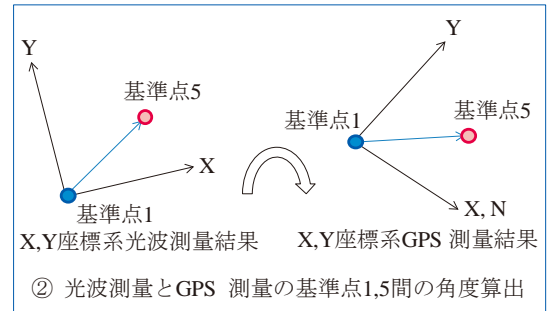 Y
基準点5
X
基準点1
X,Y座標系光波測量結果
Y
基準点1
基準点5
X, N
X,Y座標系GPS 測量結果
② 光波測量とGPS 測量の基準点1,5間の角度算出